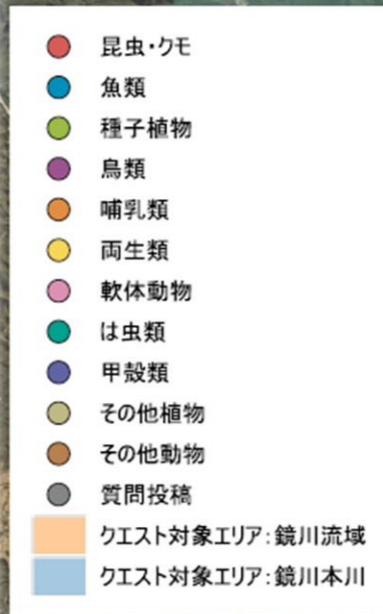 昆虫・クモ
魚類
種子植物
鳥類
哺乳類
両生類
軟体動物
は虫類
甲殻類
その他植物
その他動物
質問投稿
クエスト対象エリア：鏡川流域
クエスト対象エリア：鏡川本川